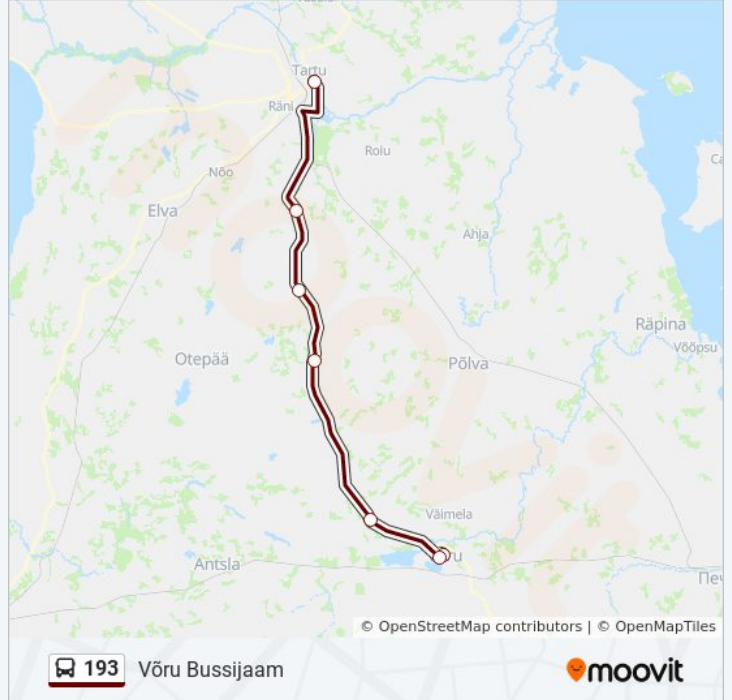 Tartu
Räni
Roiu
Nõo
Elva
Ahja
Räpina
Võõpsu
Otepää
Põlva
Väimela
ru
Antsla
© OpenStreetMap contributors | © OpenMapTiles
193 Võru Bussijaam
moovit